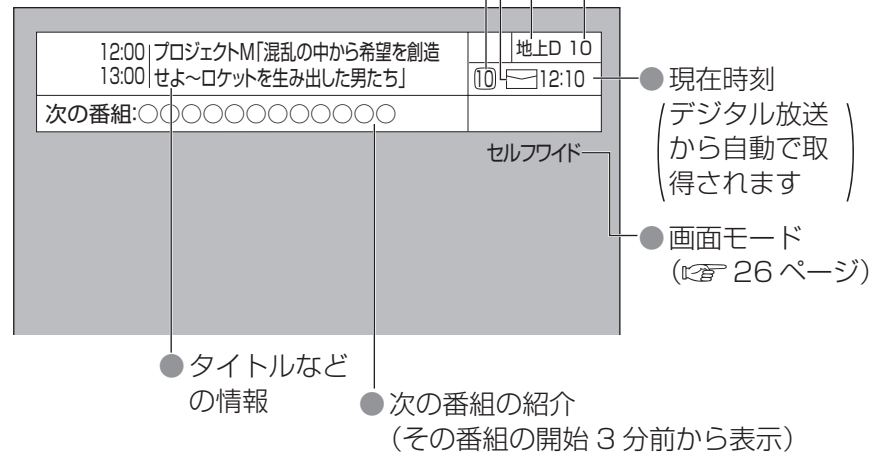 12:00 プロジェクトM「混乱の中から希望を創造
13:00 せよ～ロケットを生み出した男たち」
地上D 10
10 12:10
次の番組:○○○○○○○○○○○○
セルフワイド
現在時刻
(デジタル放送
から自動で取
得されます)
画面モード
(☞ 26 ページ)
タイトルなど
の情報
次の番組の紹介
(その番組の開始 3 分前から表示)